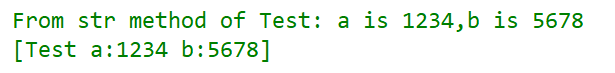 From str method of Test: a is 1234,b is 5678
[Test a:1234 b:5678]